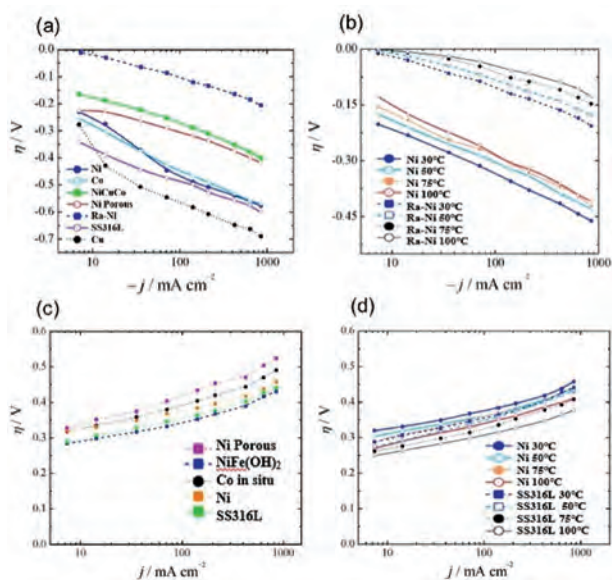 (a)
0,0
-0.1
-0.2
-0.3
-0.4
-0.5
-0.6
-0.7
η / V
Ni
Co
NiCuCo
Ni Porous
Ra-Ni
SS316L
Cu
10
100
1000
−j / mA cm⁻²
(b)
0.00
-0.15
-0.30
-0.45
η / V
Ni 30°C
Ni 50°C
Ni 75°C
Ni 100°C
Ra-Ni 30°C
Ra-Ni 50°C
Ra-Ni 75°C
Ra-Ni 100°C
10
100
1000
−j / mA cm⁻²
(c)
0.6
0.5
0.4
0.3
0.2
0.1
0.0
η / V
Ni Porous
NiFe(OH)₂
Co in situ
Ni
SS316L
10
100
1000
j / mA cm⁻²
(d)
0.6
0.5
0.4
0.3
0.2
0.1
0.0
η / V
Ni 30°C
Ni 50°C
Ni 75°C
Ni 100°C
SS316L 30°C
SS316L 50°C
SS316L 75°C
SS316L 100°C
10
100
1000
j / mA cm⁻²